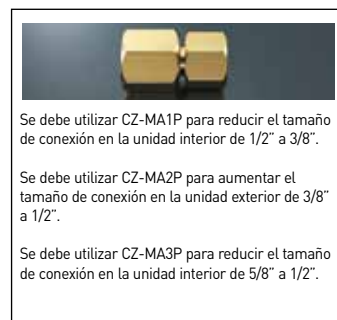 Se debe utilizar CZ-MA1P para reducir el tamaño
de conexión en la unidad interior de 1/2” a 3/8”.
Se debe utilizar CZ-MA2P para aumentar el
tamaño de conexión en la unidad exterior de 3/8”
a 1/2”.
Se debe utilizar CZ-MA3P para reducir el tamaño
de conexión en la unidad interior de 5/8” a 1/2”.